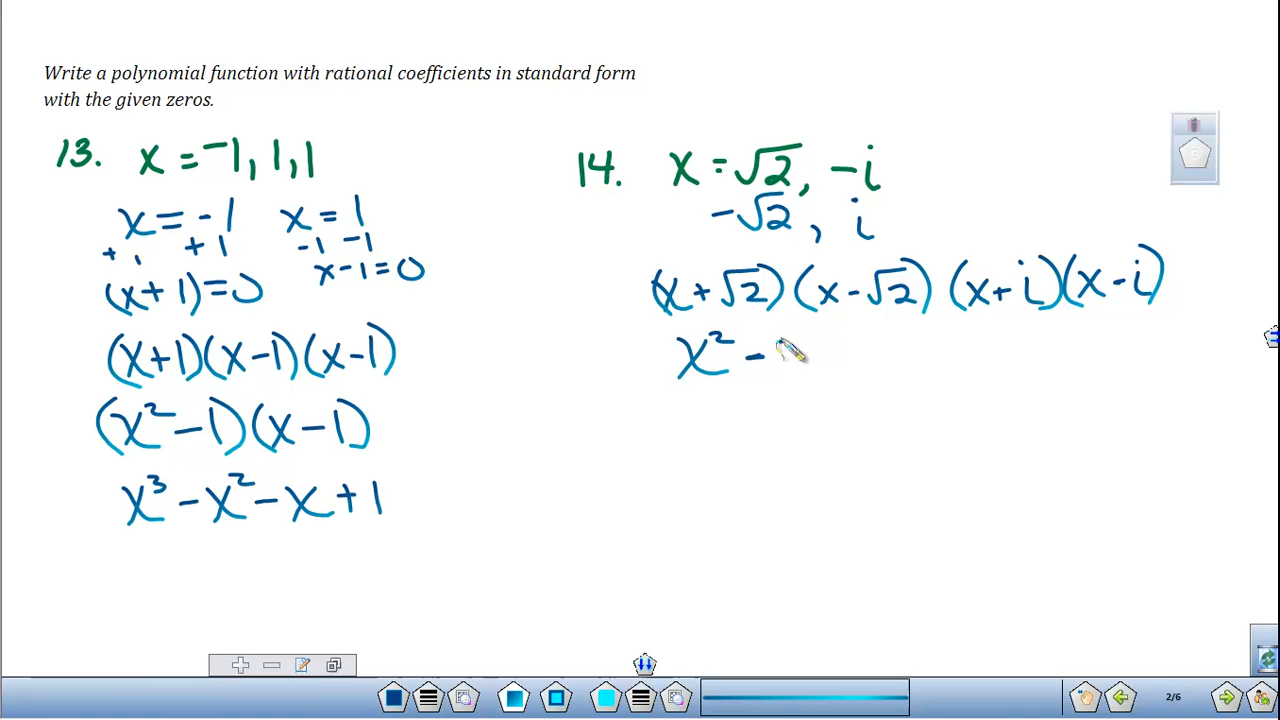 Write a polynomial function with rational coefficients in standard form
with the given zeros.
13. x = -1, 1, 1
x = -1 x = 1
+1 +1 -1 -1
x-1=0
(x+1)=0
(x+1)(x-1)(x-1)
(x²-1)(x-1)
x³-x²-x+1
14. x=√2, -i
-√2, i
(x+√2)(x-√2)(x+i)(x-i)
x² -
2/6